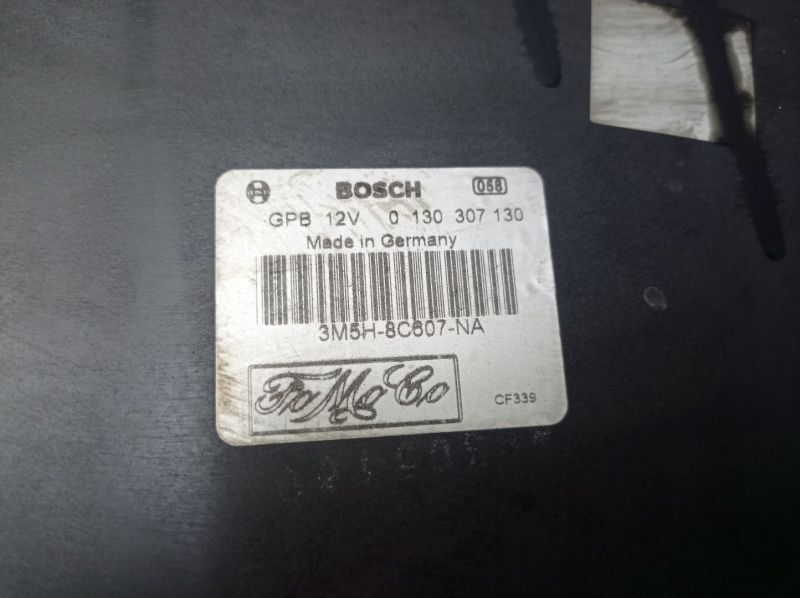 BOSCH 058
GPB 12V 0 130 307 130
Made in Germany
3M5H-8C607-NA
FoMoCo
CF339